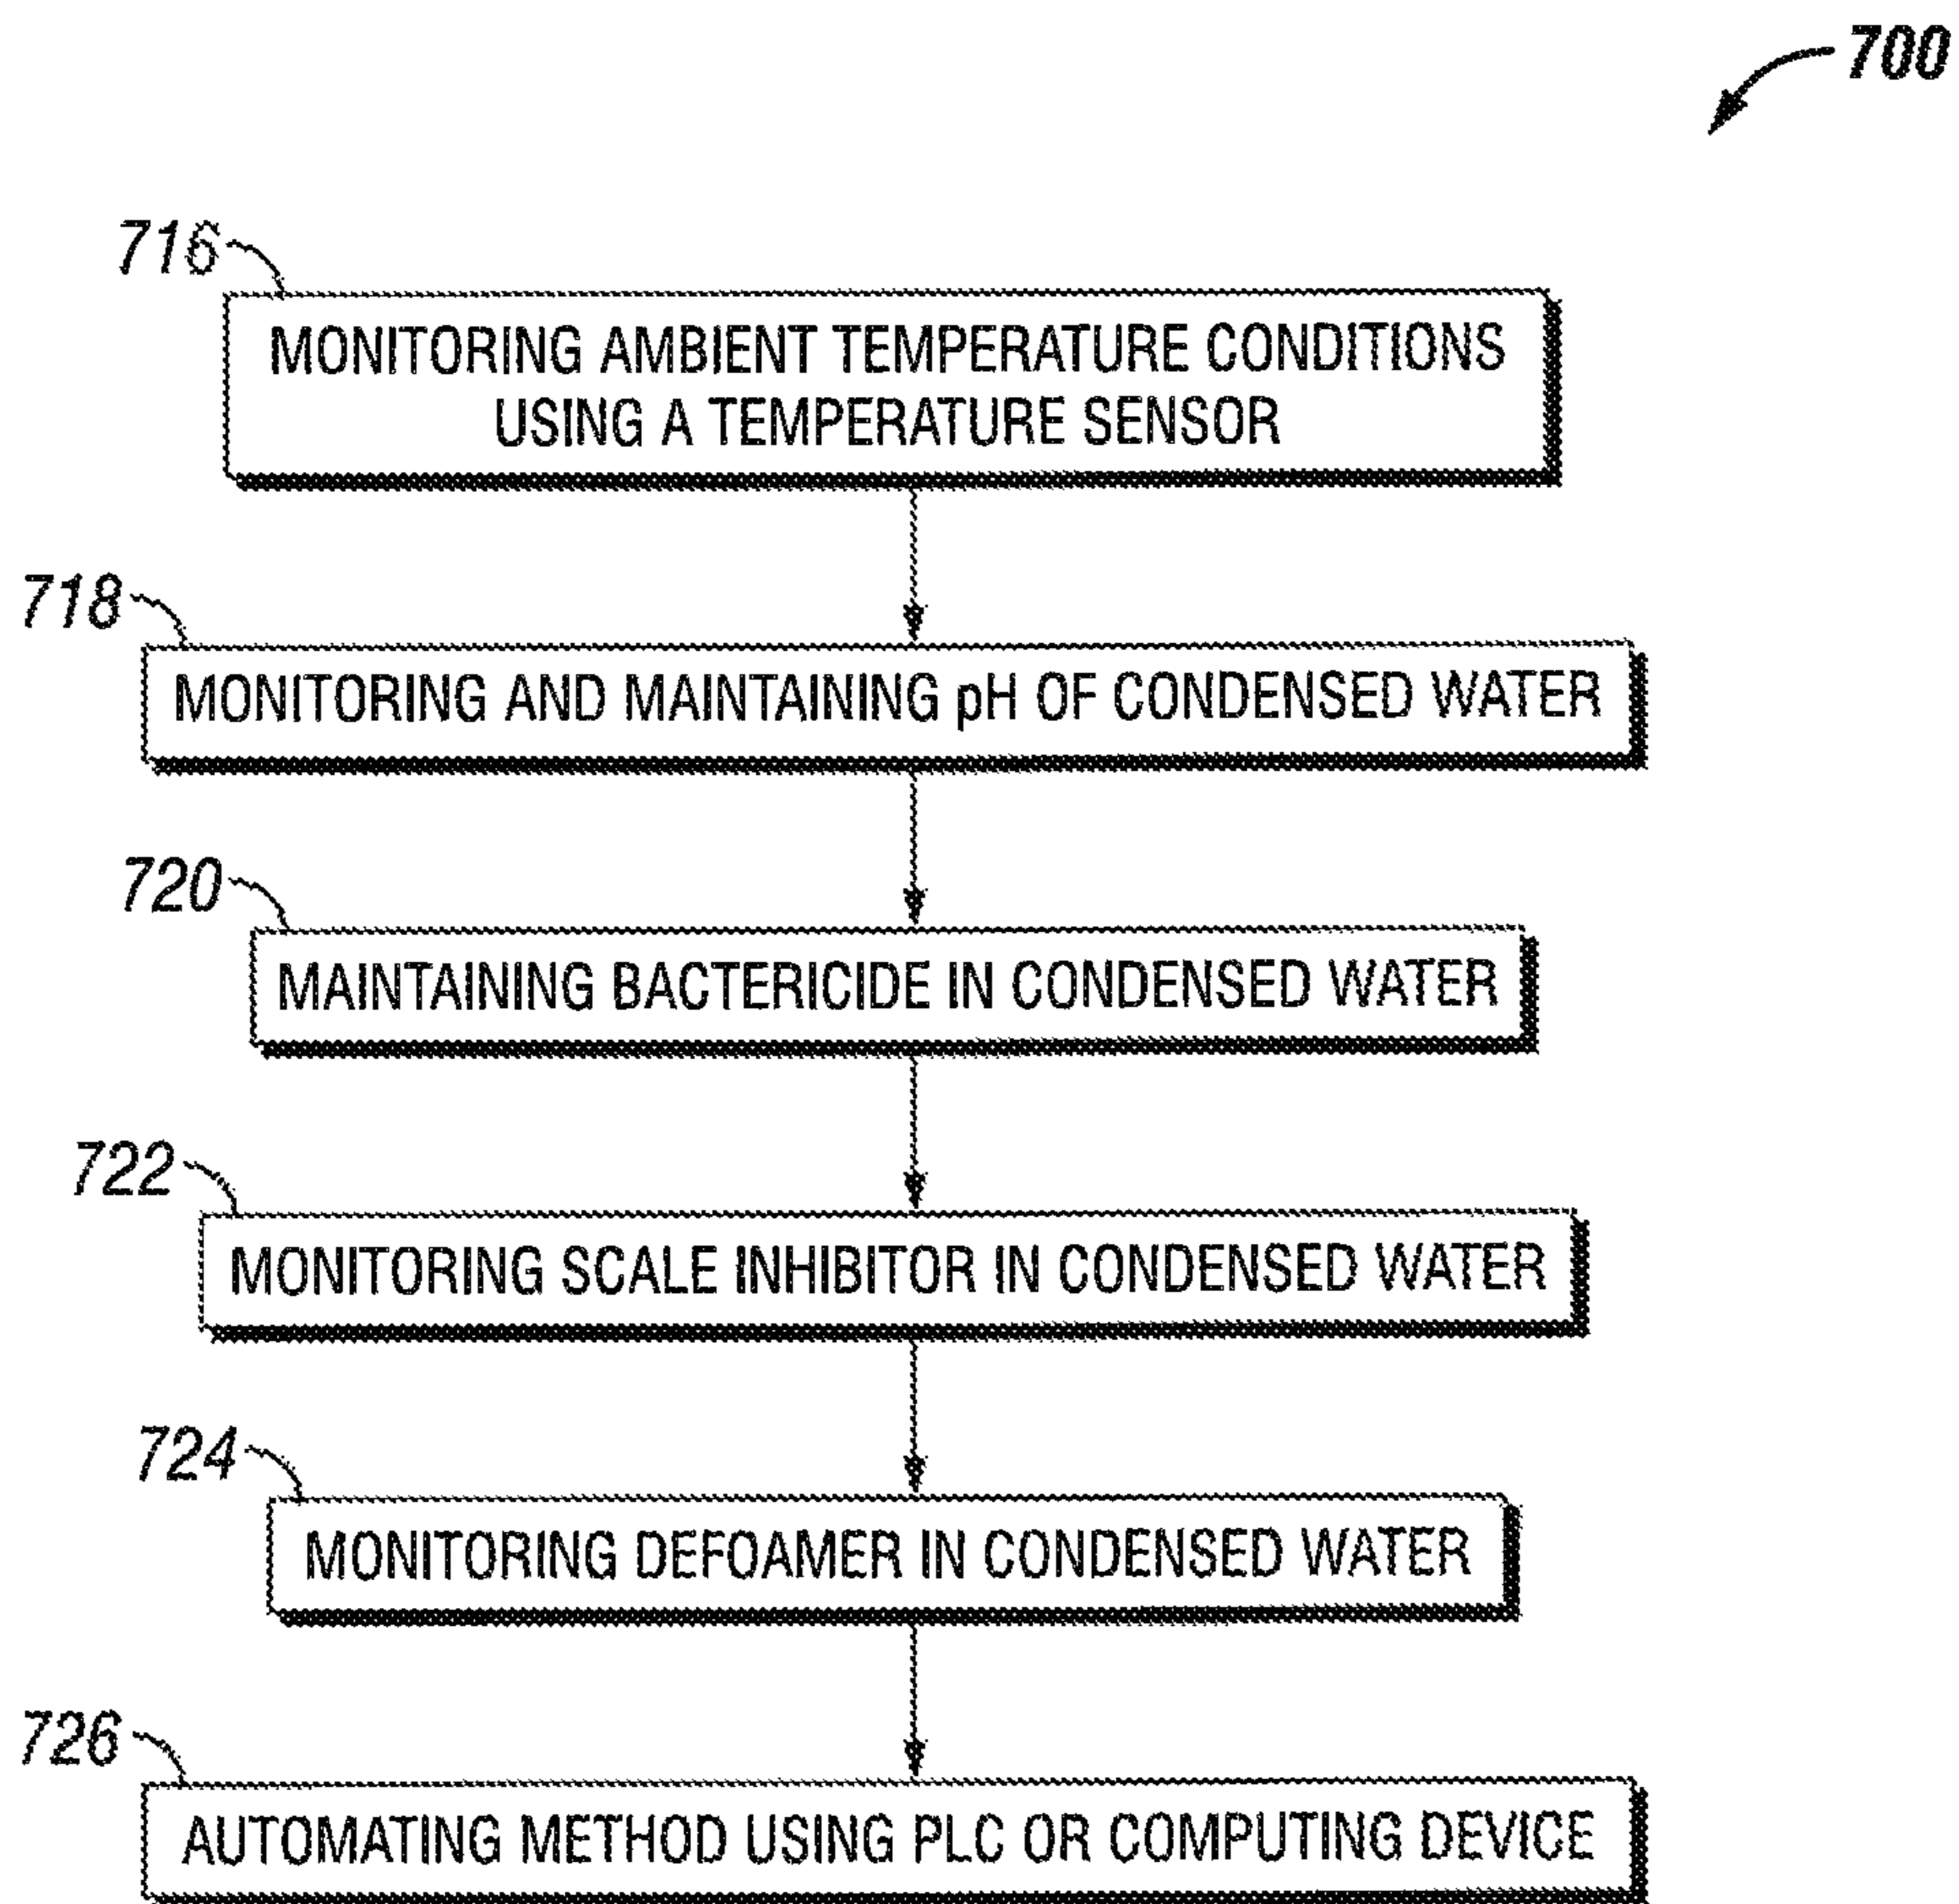 700
716
MONITORING AMBIENT TEMPERATURE CONDITIONS
USING A TEMPERATURE SENSOR
718
MONITORING AND MAINTAINING pH OF CONDENSED WATER
720
MAINTAINING BACTERICIDE IN CONDENSED WATER
722
MONITORING SCALE INHIBITOR IN CONDENSED WATER
724
MONITORING DEFOAMER IN CONDENSED WATER
726
AUTOMATING METHOD USING PLC OR COMPUTING DEVICE